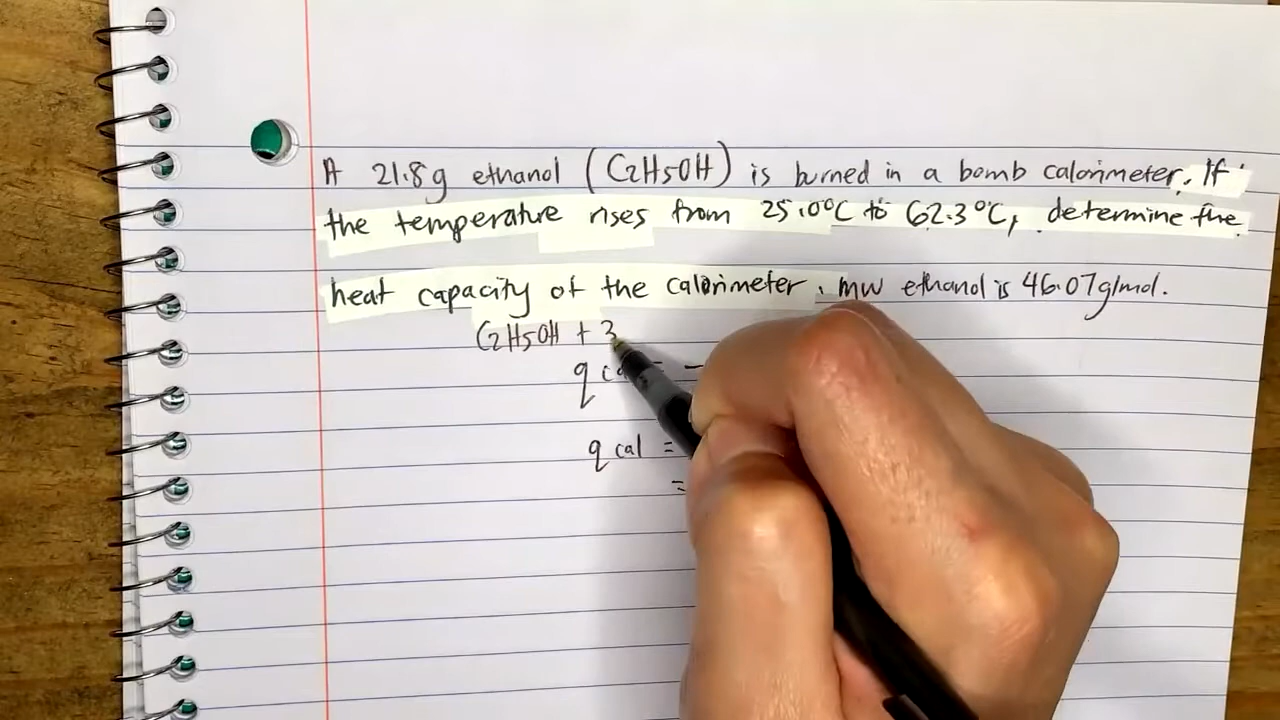 A 21.8g ethanol (C2H5OH) is burned in a bomb calorimeter. If
the temperature rises from 25.0°C to 62.3°C, determine the
heat capacity of the calorimeter. MW ethanol is 46.07g/mol.
C2H5OH + 3
q = -
q cal =
=